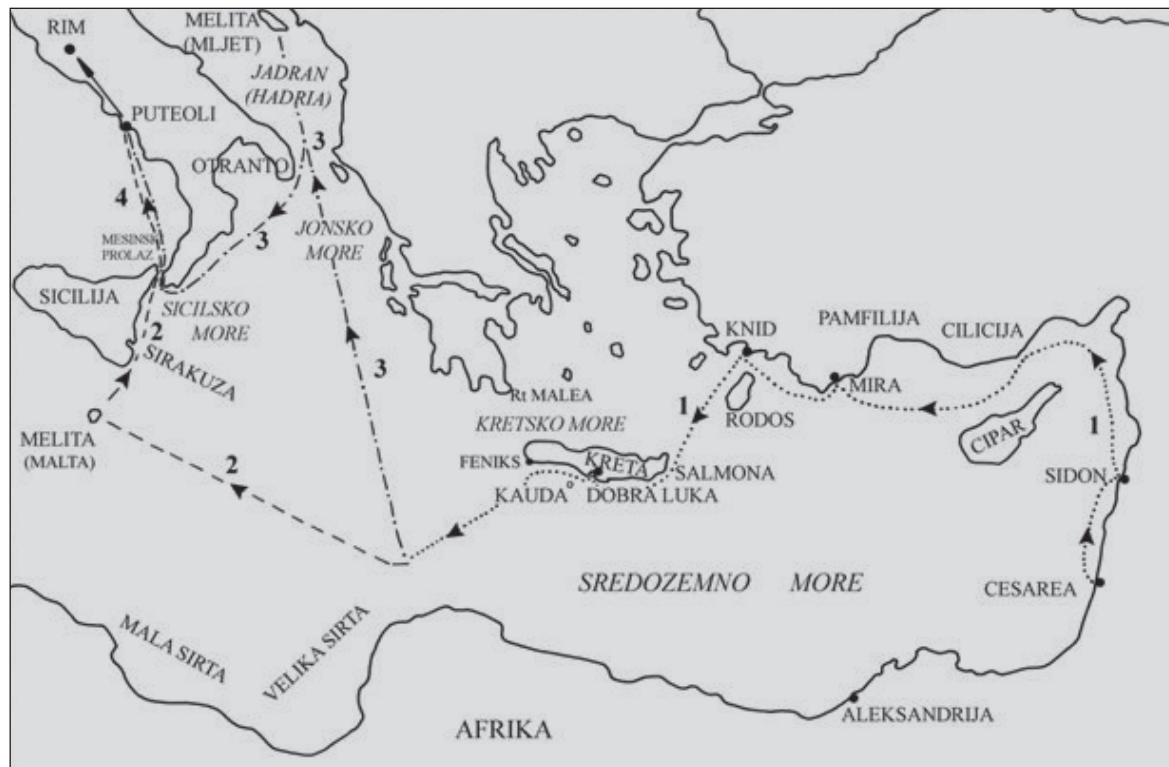 RIM
MELITA
(MLJET)
JADRAN
(HADRIA)
PUTEOLI
3
OTRANTO
4
MESINSKI
PROLAZ
JONSKO
MORE
3
SICILIJA
SICILSKO
MORE
2
SIRAKUZA
3
MELITA
(MALTA)
2
Rt MALEA
KRETSKO MORE
FENIKS
KRETA
SALMONA
KAUDA
DOBRA LUKA
KNID
PAMFILIJA
CILICIJA
MIRA
RODOS
1
CIPAR
1
SIDON
CESAREA
SREDOZEMNO MORE
MALA SIRTA
VELIKA SIRTA
AFRIKA
ALEKSANDRIJA